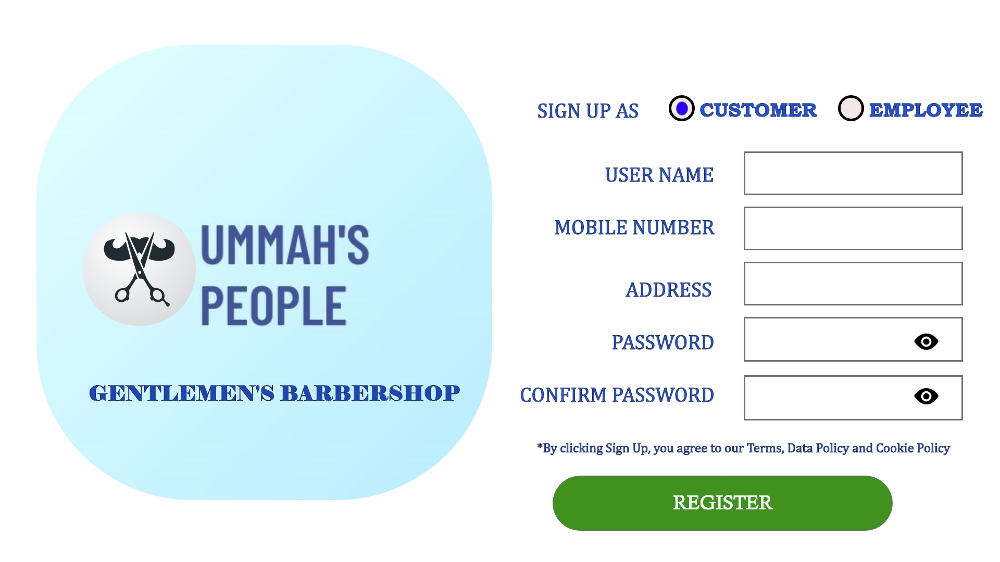 UMMAH'S
PEOPLE
GENTLEMEN'S BARBERSHOP
SIGN UP AS CUSTOMER EMPLOYEE
USER NAME
MOBILE NUMBER
ADDRESS
PASSWORD
CONFIRM PASSWORD
*By clicking Sign Up, you agree to our Terms, Data Policy and Cookie Policy
REGISTER